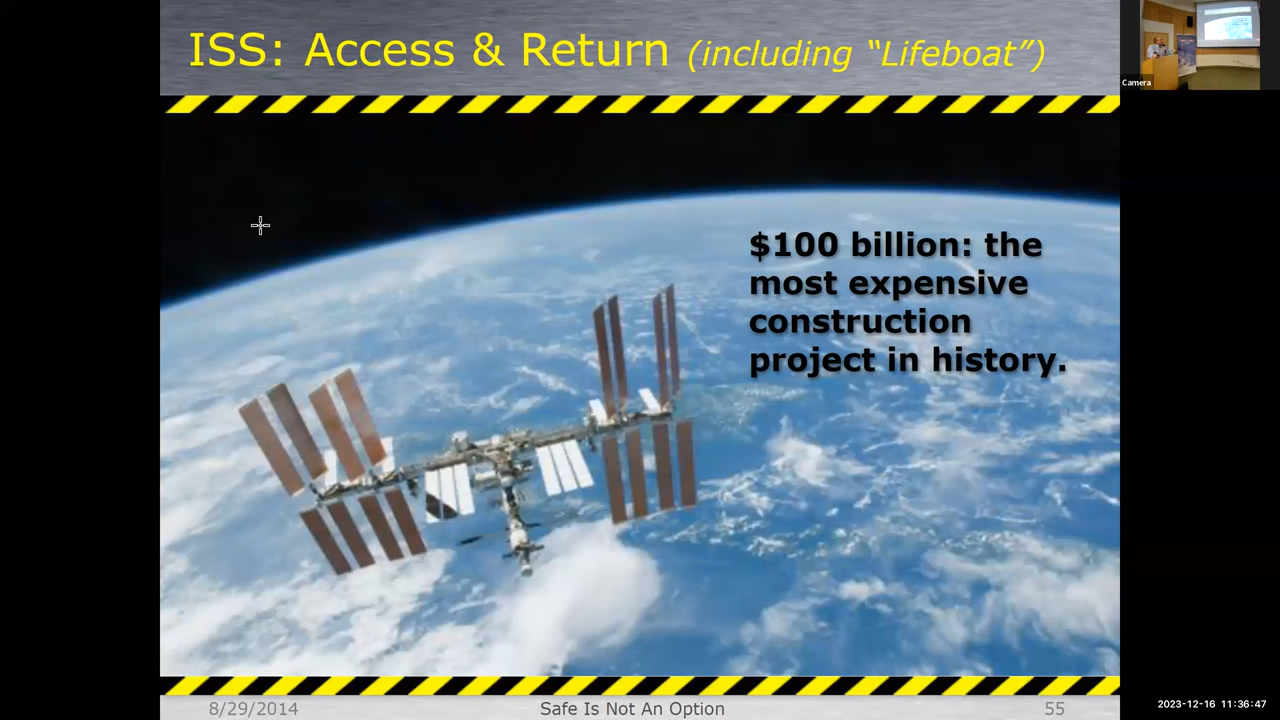 ISS: Access & Return (including “Lifeboat”)
Camera
$100 billion: the
most expensive
construction
project in history.
8/29/2014
Safe Is Not An Option
55
2023-12-16 11:36:47